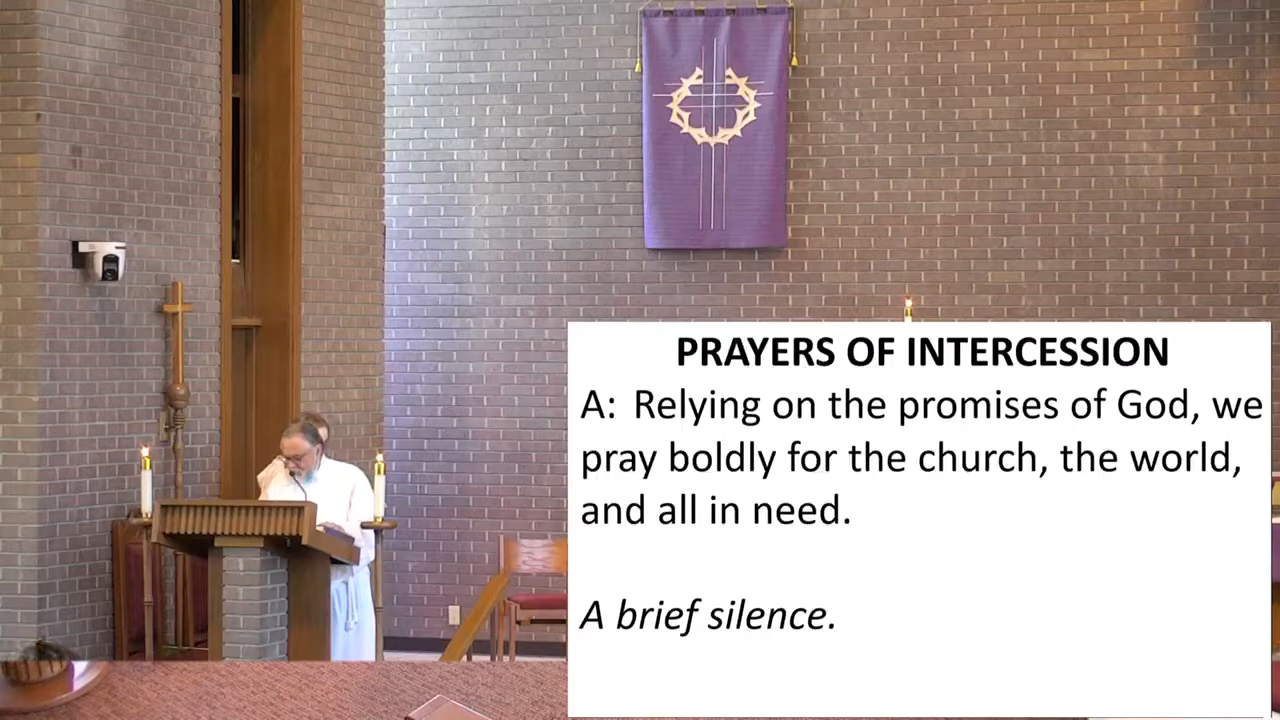 PRAYERS OF INTERCESSION
A: Relying on the promises of God, we
pray boldly for the church, the world,
and all in need.
A brief silence.